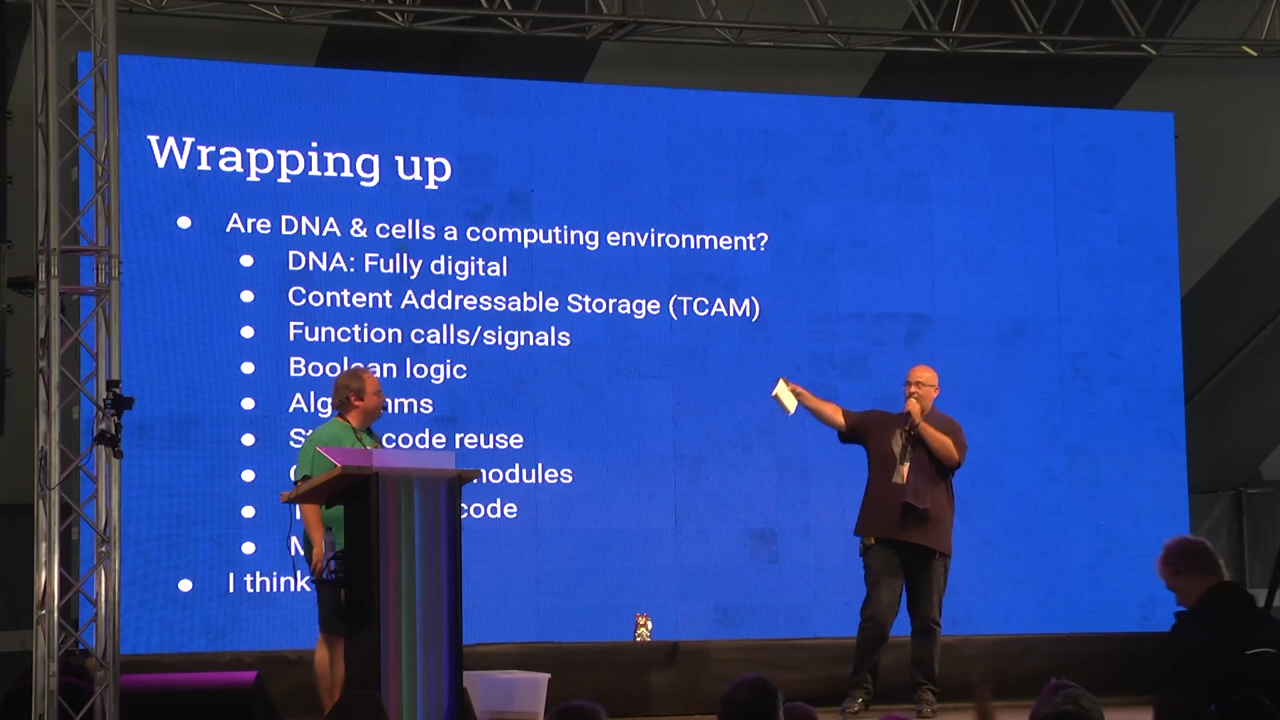 Wrapping up
Are DNA & cells a computing environment?
DNA: Fully digital
Content Addressable Storage (TCAM)
Function calls/signals
Boolean logic
code reuse
code
I think